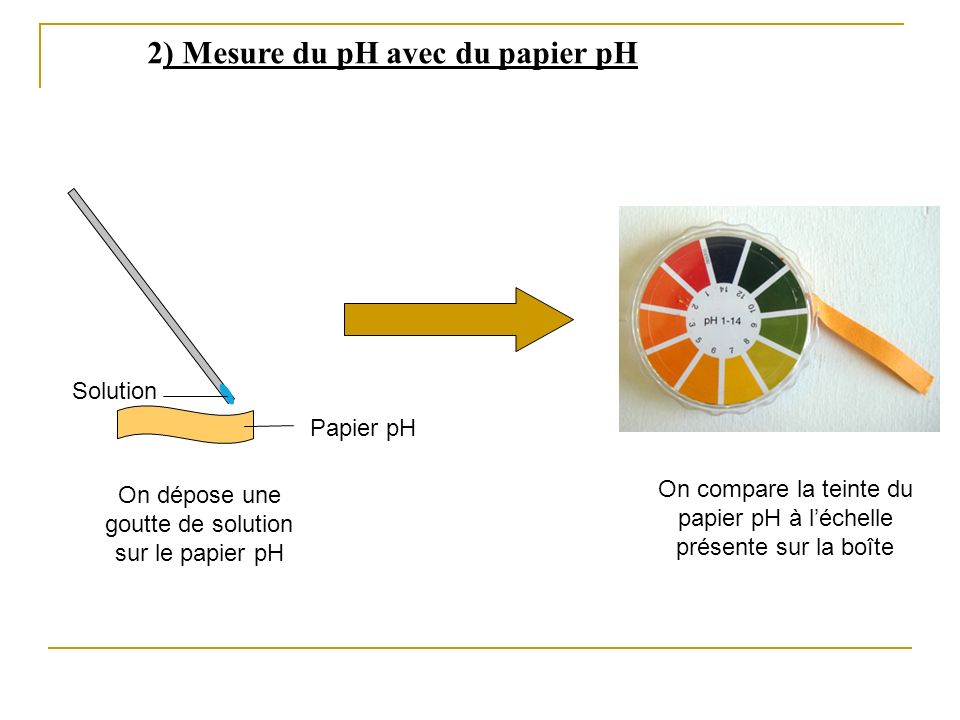 2) Mesure du pH avec du papier pH
Solution
Papier pH
On dépose une
goutte de solution
sur le papier pH
pH 1-14
1
2
3
5
6
7
8
9
10
12
14
On compare la teinte du
papier pH à l’échelle
présente sur la boîte